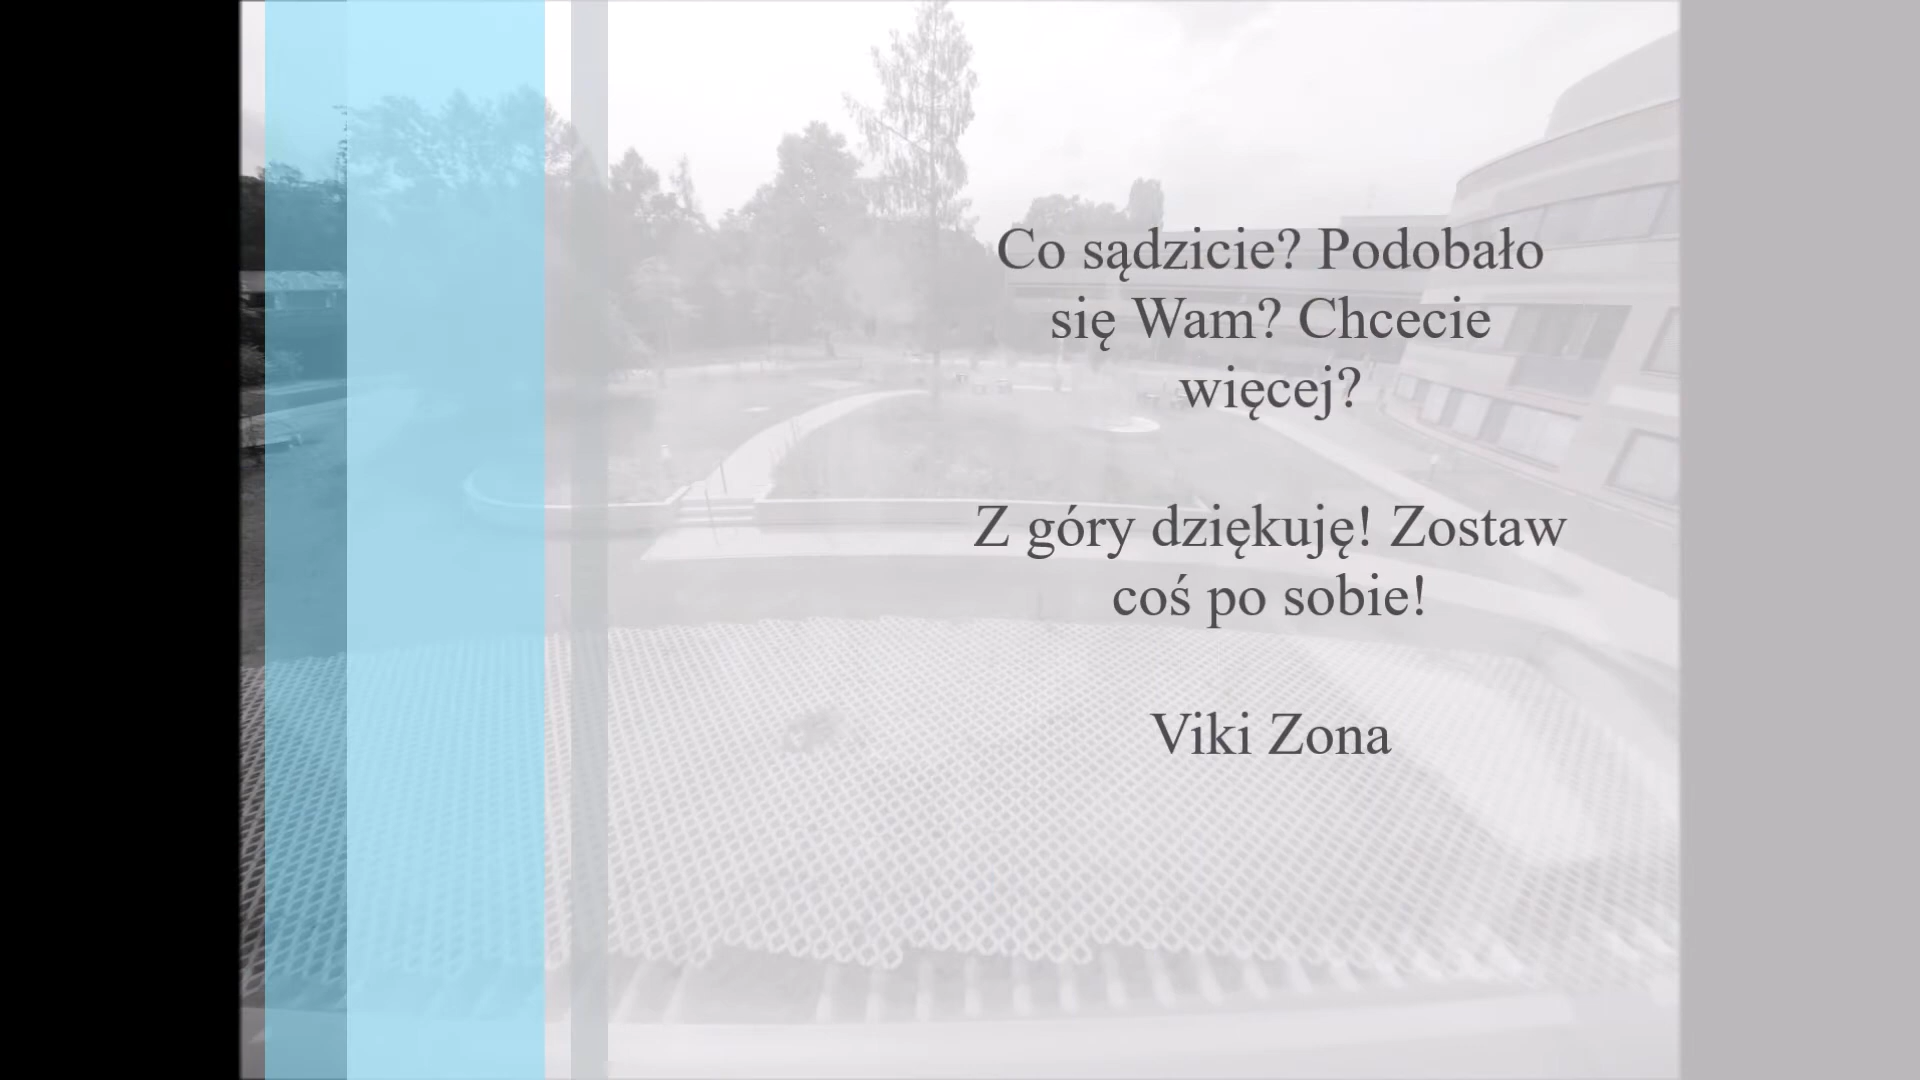 Co sądzicie? Podobało
się Wam? Chcecie
więcej?
Z góry dziękuję! Zostaw
coś po sobie!
Viki Zona